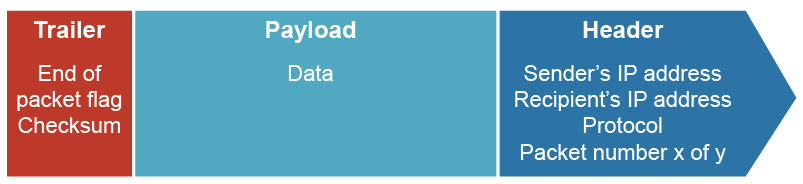 Trailer
End of
packet flag
Checksum
Payload
Data
Header
Sender’s IP address
Recipient’s IP address
Protocol
Packet number x of y